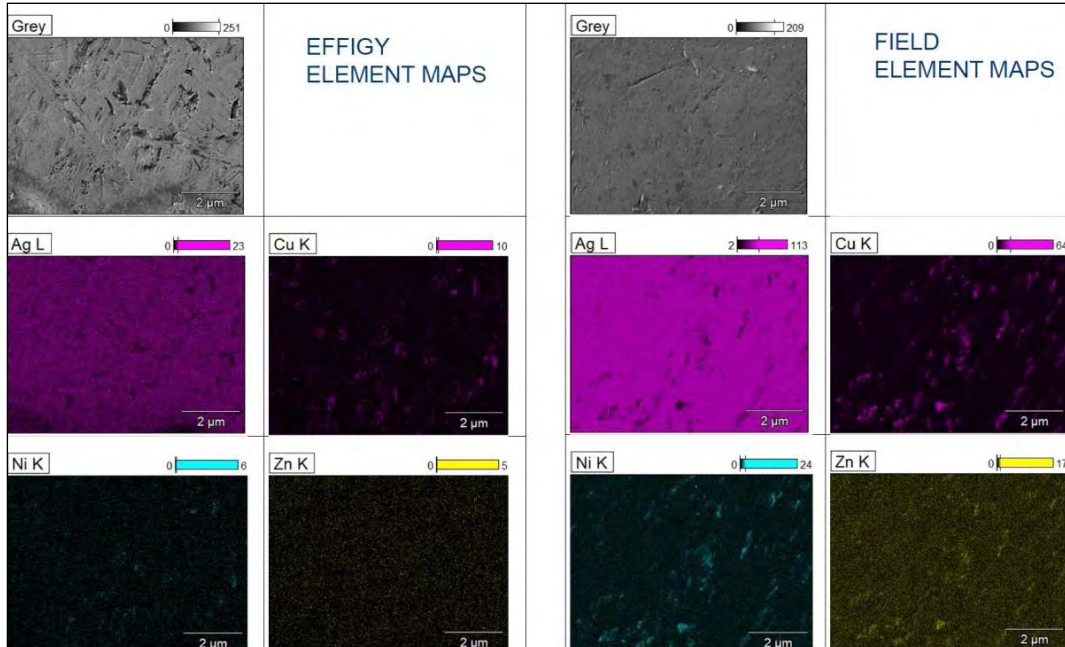 Grey
0 251
2 µm
EFFIGY
ELEMENT MAPS
Grey
0 209
2 µm
FIELD
ELEMENT MAPS
Ag L
0 23
2 µm
Cu K
0 10
2 µm
Ag L
2 113
2 µm
Cu K
0 64
2 µm
Ni K
0 6
2 µm
Zn K
0 5
2 µm
Ni K
0 24
2 µm
Zn K
0 17
2 µm